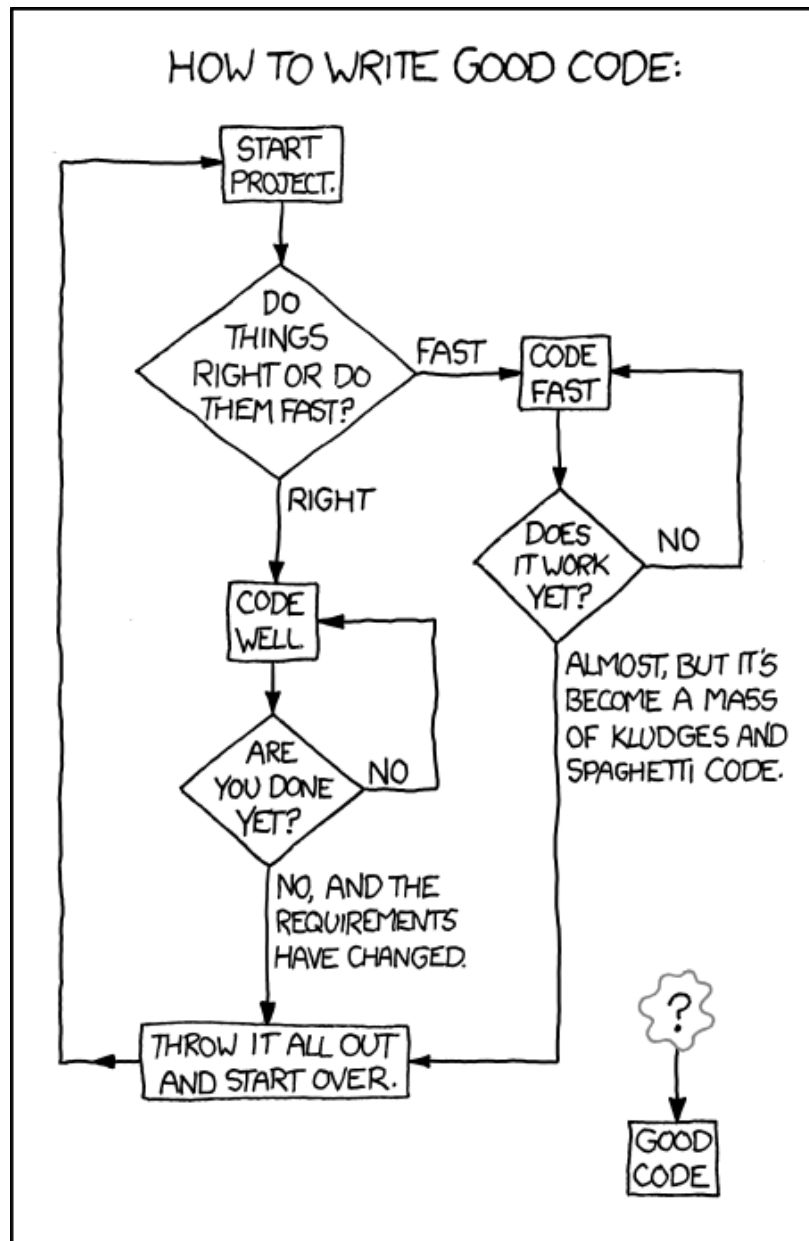 HOW TO WRITE GOOD CODE:
START
PROJECT.
DO
THINGS
RIGHT OR DO
THEM FAST?
FAST
CODE
FAST
RIGHT
DOES
IT WORK
YET?
NO
CODE
WELL
ALMOST, BUT IT'S
BECOME A MASS
OF KLUDGES AND
SPAGHETTI CODE.
ARE
YOU DONE
YET?
NO
NO, AND THE
REQUIREMENTS
HAVE CHANGED.
THROW IT ALL OUT
AND START OVER.
?
GOOD
CODE